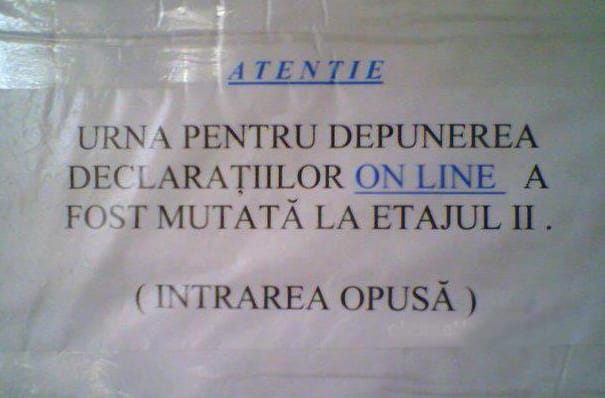 ATENȚIE
URNA PENTRU DEPUNEREA
DECLARAȚIILOR ON LINE A
FOST MUTATĂ LA ETAJUL II .
( INTRAREA OPUSĂ )